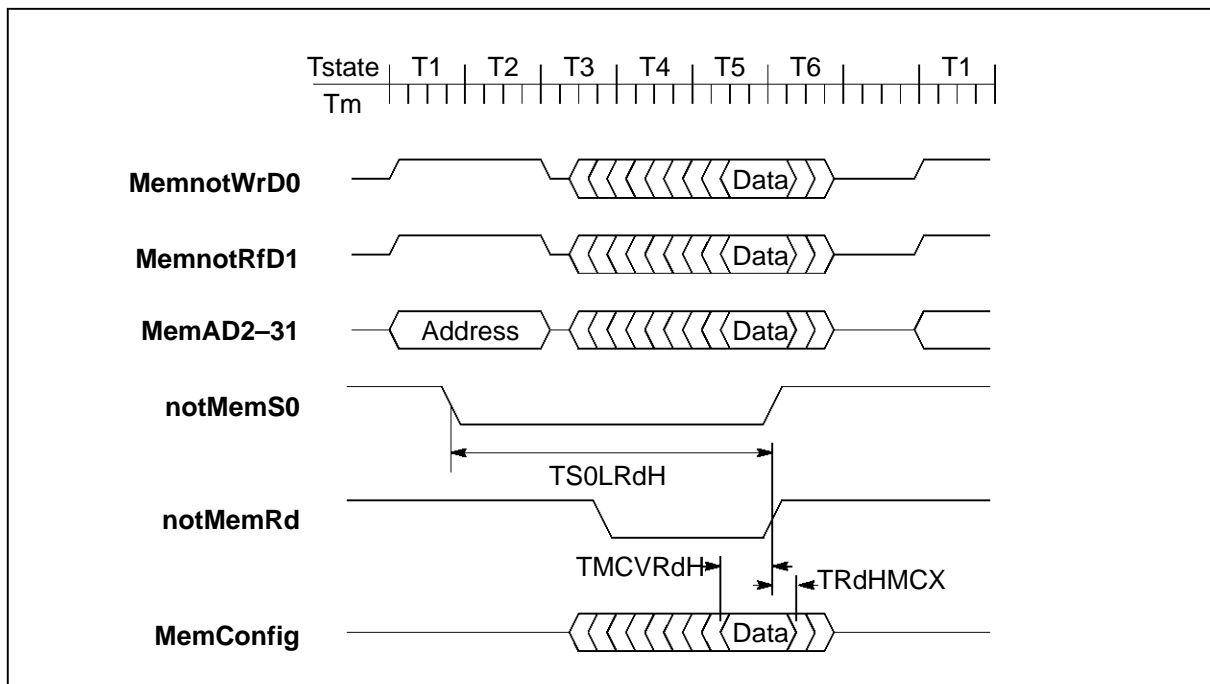 Tstate T1 T2 T3 T4 T5 T6 T1
Tm
MemnotWrD0 Data
MemnotRfD1 Data
MemAD2–31 Address Data
notMemS0
TS0LRdH
notMemRd
TMCVRdH TRdHMCX
MemConfig Data